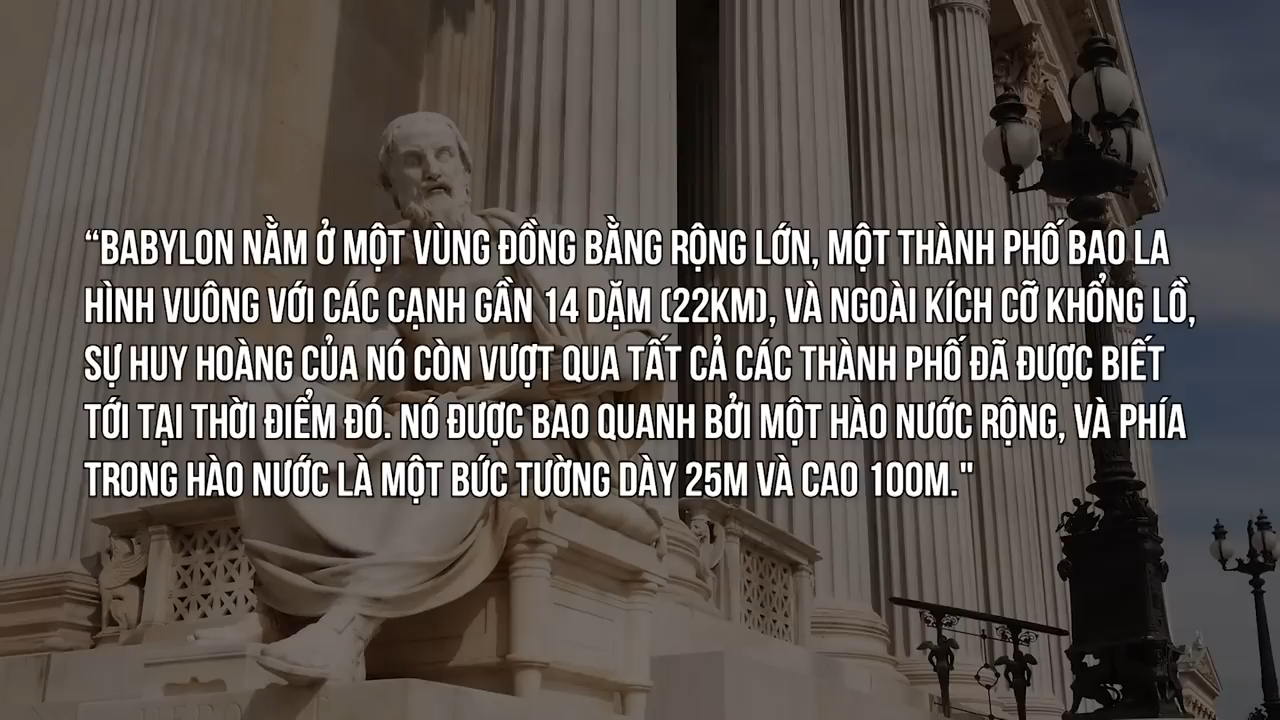 “BABYLON NẰM Ở MỘT VÙNG ĐỒNG BẰNG RỘNG LỚN, MỘT THÀNH PHỐ BAO LA
HÌNH VUÔNG VỚI CÁC CẠNH GẦN 14 DẶM (22KM), VÀ NGOÀI KÍCH CỠ KHỔNG LỒ,
SỰ HUY HOÀNG CỦA NÓ CÒN VƯỢT QUA TẤT CẢ CÁC THÀNH PHỐ ĐÃ ĐƯỢC BIẾT
TỚI TẠI THỜI ĐIỂM ĐÓ. NÓ ĐƯỢC BAO QUANH BỞI MỘT HÀO NƯỚC RỘNG, VÀ PHÍA
TRONG HÀO NƯỚC LÀ MỘT BỨC TƯỜNG DÀY 25M VÀ CAO 100M."